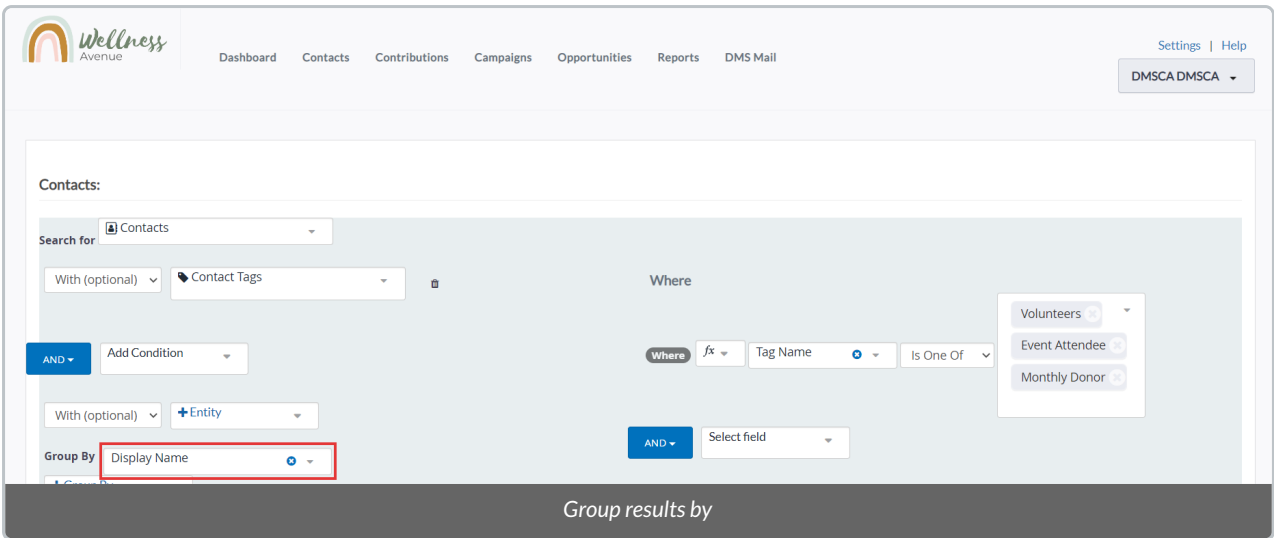 Wellness
Avenue
Dashboard Contacts Contributions Campaigns Opportunities Reports DMS Mail
Settings | Help
DMSCA DMSCA
Contacts:
Search for Contacts
With (optional) Contact Tags
Where
Volunteers
Event Attendee
Monthly Donor
AND Add Condition
Where fx Tag Name Is One Of
With (optional) +Entity
AND Select field
Group By Display Name
+ Group By
Group results by